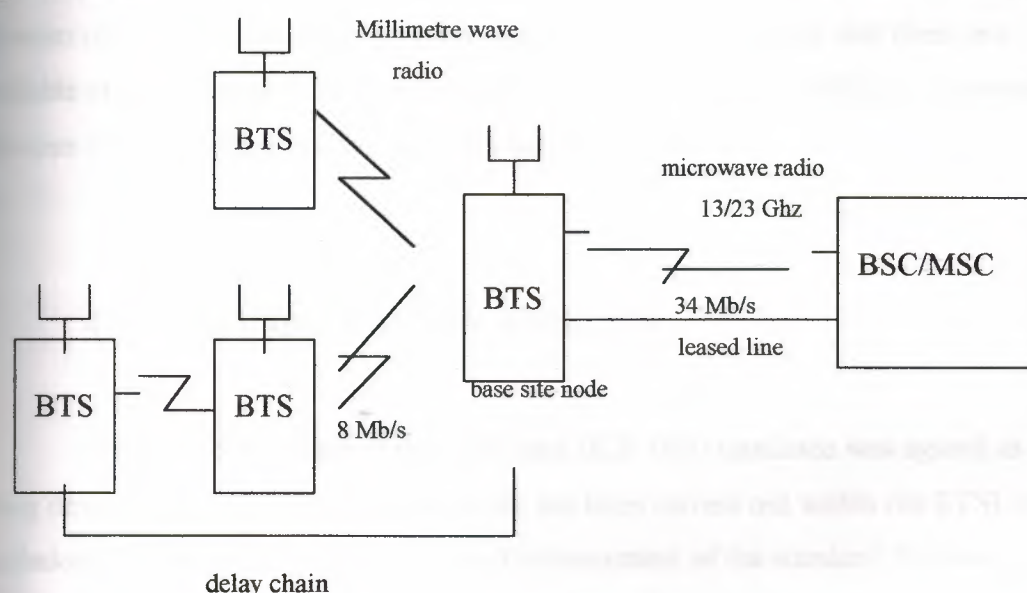 Millimetre wave
radio
BTS
microwave radio
13/23 Ghz
BTS
BSC/MSC
34 Mb/s
leased line
base site node
BTS
BTS
8 Mb/s
delay chain